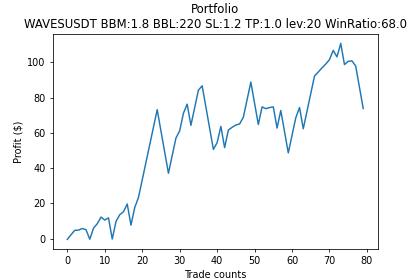 Portfolio
WAVESUSDT BBM:1.8 BBL:220 SL:1.2 TP:1.0 lev:20 WinRatio:68.0
Profit ($)
100
80
60
40
20
0
0 10 20 30 40 50 60 70 80
Trade counts